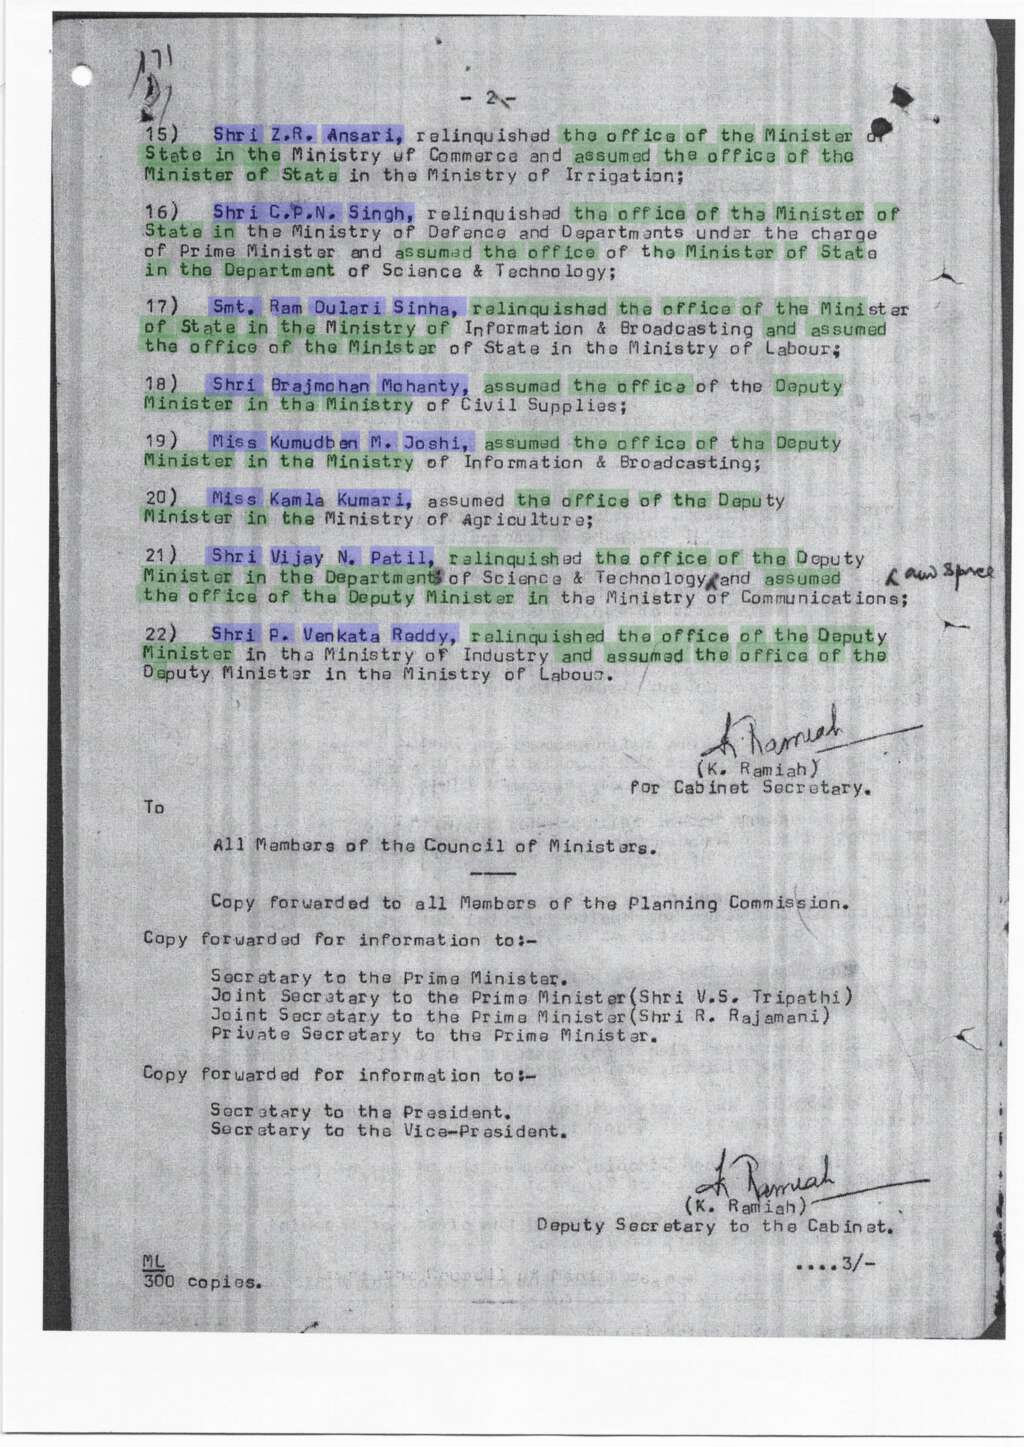 171
- 2 -
15) Shri Z.R. Ansari, relinquished the office of the Minister of
State in the Ministry of Commerce and assumed the office of the
Minister of State in the Ministry of Irrigation;
16) Shri C.P.N. Singh, relinquished the office of the Minister of
State in the Ministry of Defence and Departments under the charge
of Prime Minister and assumed the office of the Minister of State
in the Department of Science & Technology;
17) Smt. Ram Dulari Sinha, relinquished the office of the Minister
of State in the Ministry of Information & Broadcasting and assumed
the office of the Minister of State in the Ministry of Labour;
18) Shri Brajmohan Mohanty, assumed the office of the Deputy
Minister in the Ministry of Civil Supplies;
19) Miss Kumudben M. Joshi, assumed the office of the Deputy
Minister in the Ministry of Information & Broadcasting;
20) Miss Kamla Kumari, assumed the office of the Deputy
Minister in the Ministry of Agriculture;
21) Shri Vijay N. Patil, relinquished the office of the Deputy
Minister in the Departments of Science & Technology and assumed and Space
the office of the Deputy Minister in the Ministry of Communications;
22) Shri P. Venkata Reddy, relinquished the office of the Deputy
Minister in the Ministry of Industry and assumed the office of the
Deputy Minister in the Ministry of Labour.
K Ramiah
(K. Ramiah)
for Cabinet Secretary.
To
All Members of the Council of Ministers.
Copy forwarded to all Members of the Planning Commission.
Copy forwarded for information to:-
Secretary to the Prime Minister.
Joint Secretary to the Prime Minister(Shri V.S. Tripathi)
Joint Secretary to the Prime Minister(Shri R. Rajamani)
Private Secretary to the Prime Minister.
Copy forwarded for information to:-
Secretary to the President.
Secretary to the Vice-President.
K Ramiah
(K. Ramiah)
Deputy Secretary to the Cabinet.
ML
....3/-
300 copies.